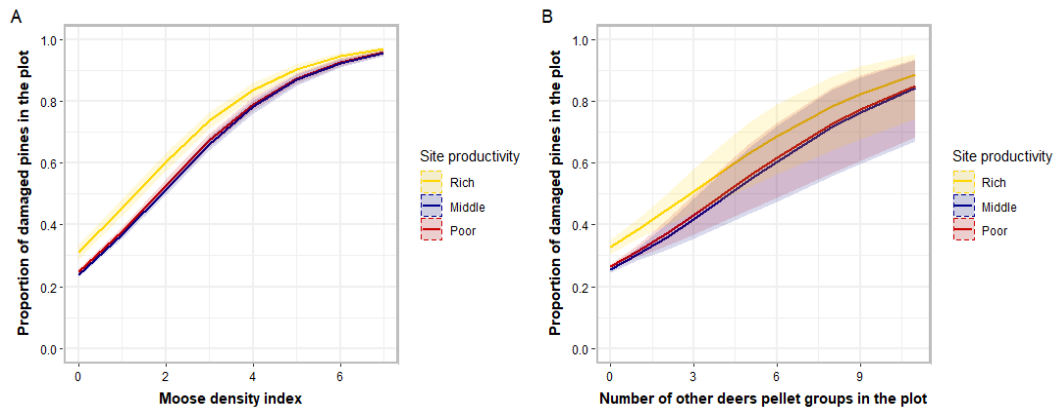 A
Proportion of damaged pines in the plot
1.0
0.8
0.6
0.4
0.2
0.0
0 2 4 6
Moose density index
Site productivity
Rich
Middle
Poor
B
Proportion of damaged pines in the plot
1.0
0.8
0.6
0.4
0.2
0.0
0 3 6 9
Number of other deers pellet groups in the plot
Site productivity
Rich
Middle
Poor